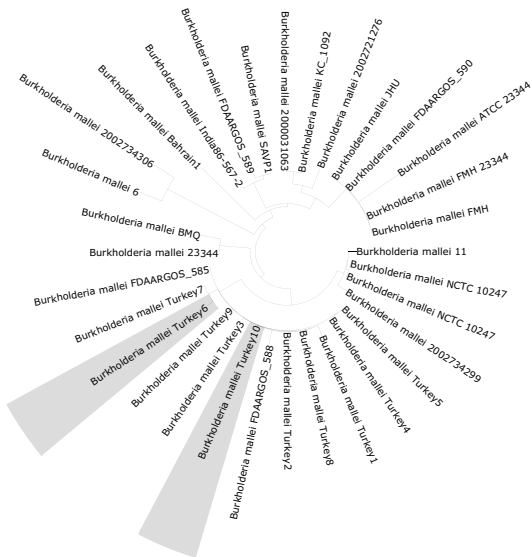 Burkholderia mallei 2000031063
Burkholderia mallei KC_1092
Burkholderia mallei 2002721276
Burkholderia mallei JHU
Burkholderia mallei FDAARGOS_590
Burkholderia mallei ATCC 23344
Burkholderia mallei FMH 23344
Burkholderia mallei FMH
Burkholderia mallei 11
Burkholderia mallei NCTC 10247
Burkholderia mallei NCTC 10247
Burkholderia mallei 2002734299
Burkholderia mallei Turkey5
Burkholderia mallei Turkey4
Burkholderia mallei Turkey1
Burkholderia mallei Turkey8
Burkholderia mallei Turkey2
Burkholderia mallei FDAARGOS_588
Burkholderia mallei Turkey10
Burkholderia mallei Turkey3
Burkholderia mallei Turkey9
Burkholderia mallei Turkey6
Burkholderia mallei Turkey7
Burkholderia mallei FDAARGOS_585
Burkholderia mallei 23344
Burkholderia mallei BMQ
Burkholderia mallei 6
Burkholderia mallei 2002734306
Burkholderia mallei Bahrain1
Burkholderia mallei India86-567-2
Burkholderia mallei FDAARGOS_589
Burkholderia mallei SAVP1